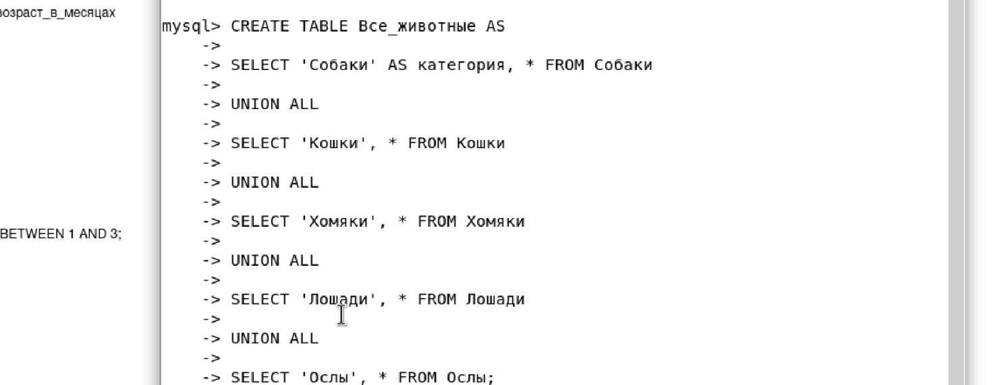 возраст_в_месяцах
BETWEEN 1 AND 3;
mysql> CREATE TABLE Все_животные AS
->
-> SELECT 'Собаки' AS категория, * FROM Собаки
->
-> UNION ALL
->
-> SELECT 'Кошки', * FROM Кошки
->
-> UNION ALL
->
-> SELECT 'Хомяки', * FROM Хомяки
->
-> UNION ALL
->
-> SELECT 'Лошади', * FROM Лошади
->
-> UNION ALL
->
-> SELECT 'Ослы', * FROM Ослы;